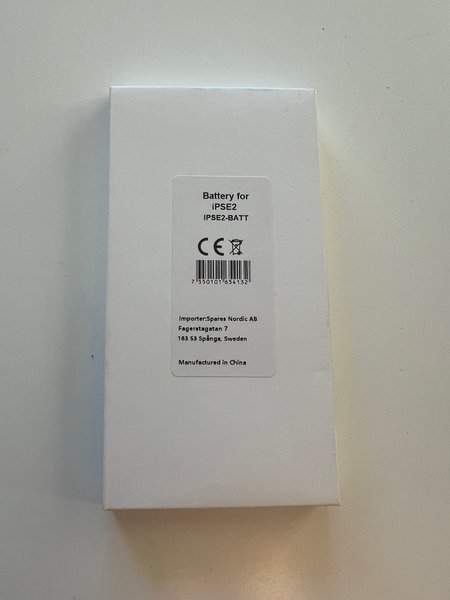 Battery for
iPSE2
IPSE2-BATT
CE
7 350101 654132
Importer:Spares Nordic AB
Fagerstagatan 7
163 53 Spånga, Sweden
Manufactured in China